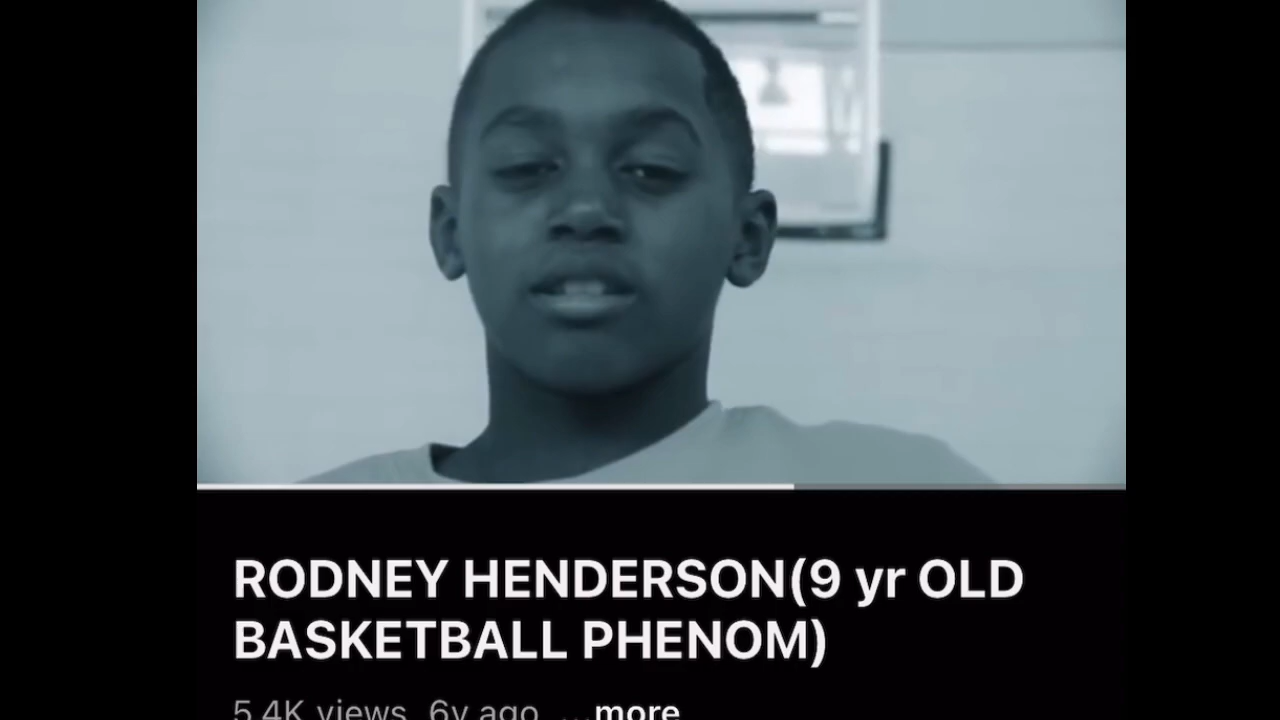 RODNEY HENDERSON(9 yr OLD
BASKETBALL PHENOM)
5.4K views 6y ago ...more